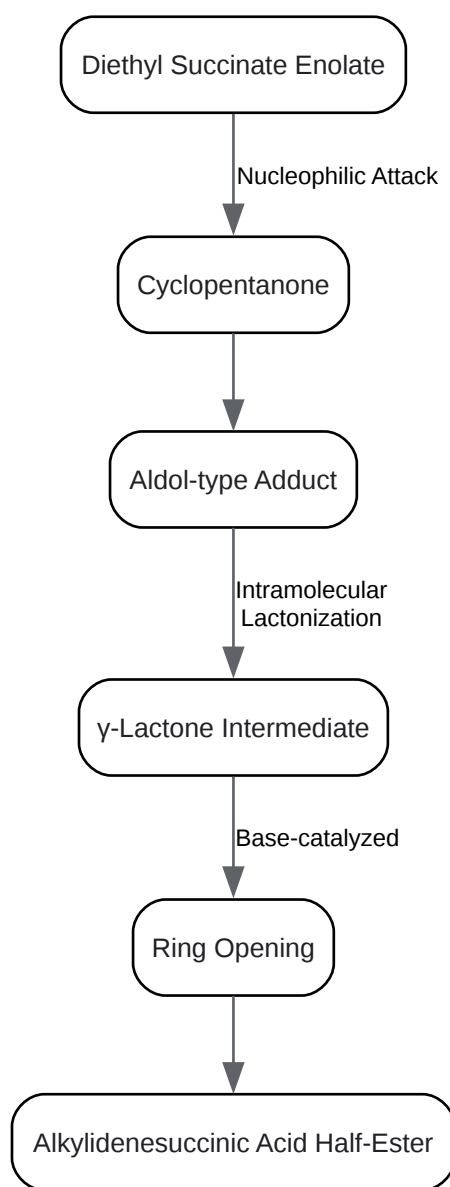 Diethyl Succinate Enolate
Nucleophilic Attack
Cyclopentanone
Aldol-type Adduct
Intramolecular
Lactonization
γ-Lactone Intermediate
Base-catalyzed
Ring Opening
Alkylidenesuccinic Acid Half-Ester